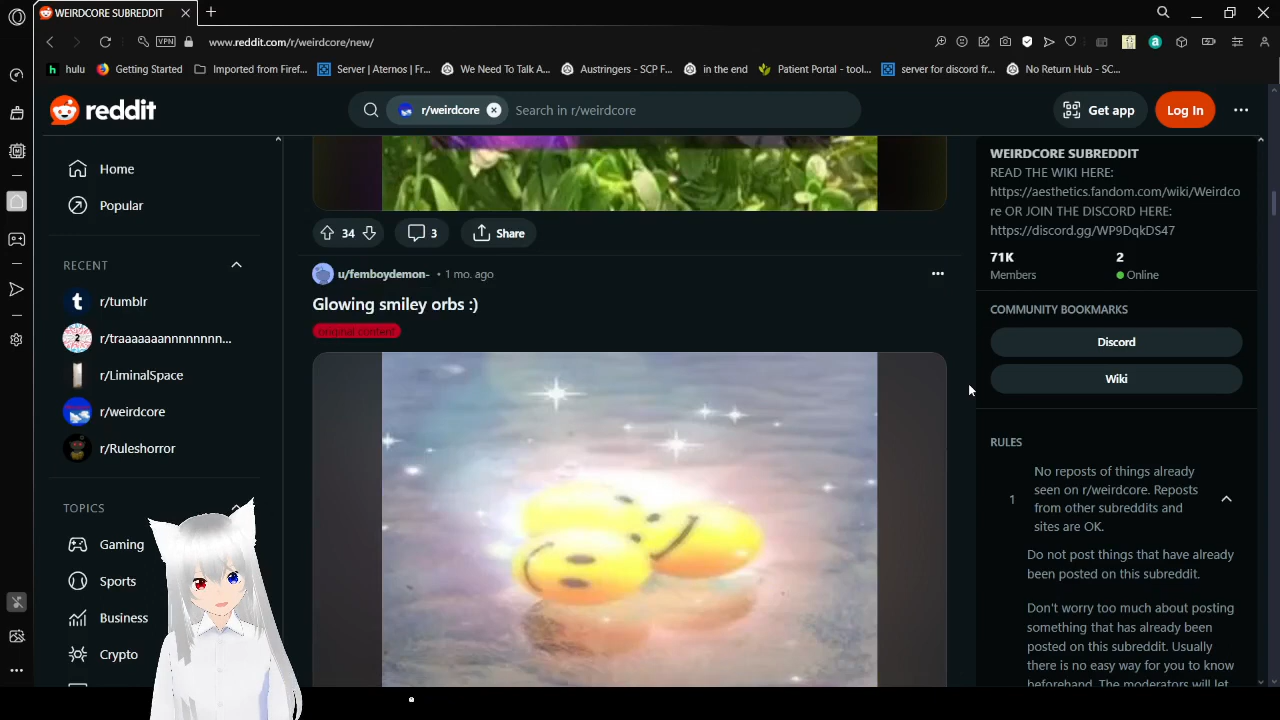 WEIRDCORE SUBREDDIT
VPN
www.reddit.com/r/weirdcore/new/
hulu
Getting Started
Imported from Firef...
Server | Aternos | Fr...
We Need To Talk A...
Austringers - SCP F...
in the end
Patient Portal - tool...
server for discord fr...
No Return Hub - SC...
reddit
r/weirdcore
Search in r/weirdcore
Get app
Log In
Home
Popular
RECENT
r/tumblr
r/traaaaaaannnnnnnn...
r/LiminalSpace
r/weirdcore
r/Ruleshorror
TOPICS
Gaming
Sports
Business
Crypto
34
3
Share
u/femboydemon- • 1 mo. ago
Glowing smiley orbs :)
original content
WEIRDCORE SUBREDDIT
READ THE WIKI HERE:
https://aesthetics.fandom.com/wiki/Weirdco
re OR JOIN THE DISCORD HERE:
https://discord.gg/WP9DqkDS47
71K 2
Members Online
COMMUNITY BOOKMARKS
Discord
Wiki
RULES
No reposts of things already
1 seen on r/weirdcore. Reposts
from other subreddits and
sites are OK.
Do not post things that have already
been posted on this subreddit.
Don't worry too much about posting
something that has already been
posted on this subreddit. Usually
there is no easy way for you to know
beforehand. The moderators will let